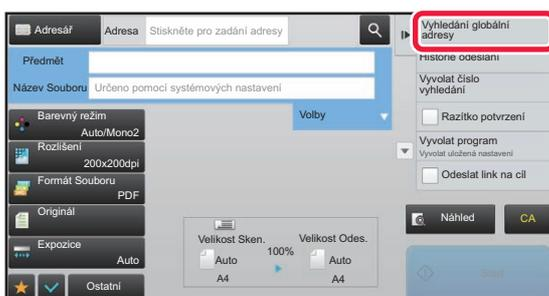 Adresář
Adresa
Stiskněte pro zadání adresy
Vyhledání globální
adresy
Předmět
Historie odeslání
Název Souboru
Určeno pomocí systémových nastavení
Vyvolat číslo
vyhledání
Barevný režim
Auto/Mono2
Volby
Razítko potvrzení
Rozlišení
200x200dpi
Vyvolat program
Vyvolat uložená nastavení
Formát Souboru
PDF
Odeslat link na cíl
Originál
Náhled
CA
Velikost Sken.
100%
Velikost Odes.
Expozice
Auto
Auto
A4
Auto
A4
Start
Ostatní